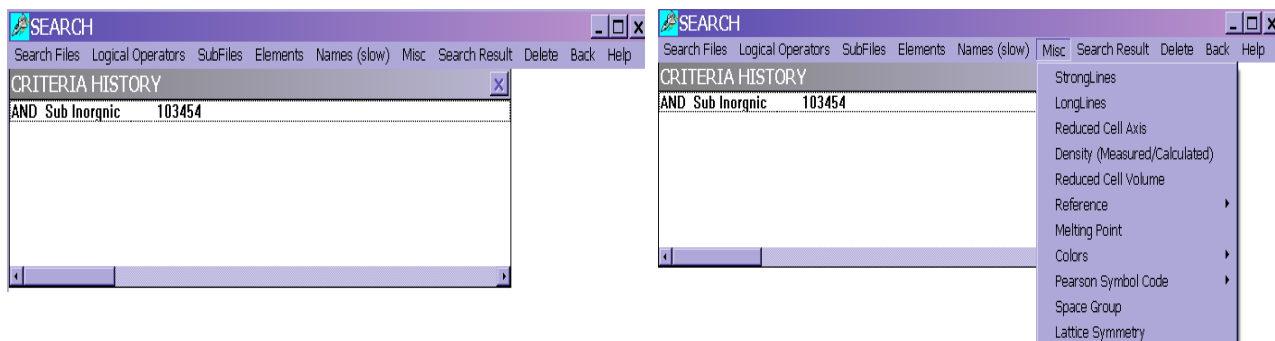 SEARCH
Search Files Logical Operators SubFiles Elements Names (slow) Misc Search Result Delete Back Help
CRITERIA HISTORY
AND Sub Inorgnic 103454
SEARCH
Search Files Logical Operators SubFiles Elements Names (slow) Misc Search Result Delete Back Help
CRITERIA HISTORY
AND Sub Inorgnic 103454
StrongLines
LongLines
Reduced Cell Axis
Density (Measured/Calculated)
Reduced Cell Volume
Reference
Melting Point
Colors
Pearson Symbol Code
Space Group
Lattice Symmetry